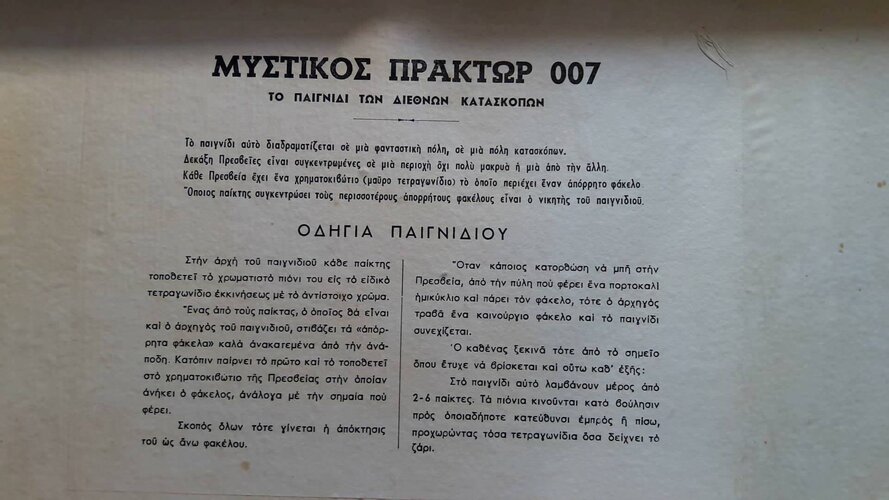 ΜΥΣΤΙΚΟΣ ΠΡΑΚΤΩΡ 007
ΤΟ ΠΑΙΓΝΙΔΙ ΤΩΝ ΔΙΕΘΝΩΝ ΚΑΤΑΣΚΟΠΩΝ
Τὸ παιγνίδι αὐτὸ διαδραματίζεται σὲ μιὰ φανταστικὴ πόλη, σὲ μιὰ πόλη κατασκόπων.
Δεκάξη Πρεσβεῖες εἶναι συγκεντρωμένες σὲ μιὰ περιοχὴ ὄχι πολὺ μακρυὰ ἡ μιὰ ἀπὸ τὴν ἄλλη.
Κάθε Πρεσβεία ἔχει ἕνα χρηματοκιβώτιο (μαῦρο τετραγωνίδιο) τὸ ὁποῖο περιέχει ἕναν ἀπόρρητο φάκελο
Ὅποιος παίκτης συγκεντρώσει τοὺς περισσοτέρους ἀπορρήτους φακέλους εἶναι ὁ νικητὴς τοῦ παιγνιδιοῦ.
ΟΔΗΓΙΑ ΠΑΙΓΝΙΔΙΟΥ
Στὴν ἀρχὴ τοῦ παιγνιδιοῦ κάθε παίκτης
τοποθετεῖ τὸ χρωματιστὸ πιόνι του εἰς τὸ εἰδικὸ
τετραγωνίδιο ἐκκινήσεως μὲ τὸ ἀντίστοιχο χρῶμα.
Ἕνας ἀπὸ τοὺς παίκτας, ὁ ὁποῖος θὰ εἶναι
καὶ ὁ ἀρχηγὸς τοῦ παιγνιδιοῦ, στιβάζει τὰ «ἀπόρ-
ρητα φάκελα» καλὰ ἀνακατεμένα ἀπὸ τὴν ἀνά-
ποδη. Κατόπιν παίρνει τὸ πρῶτο καὶ τὸ τοποθετεῖ
στὸ χρηματοκιβώτιο τῆς Πρεσβείας στὴν ὁποίαν
ἀνήκει ὁ φάκελος, ἀνάλογα μὲ τὴν σημαία ποὺ
φέρει.
Σκοπὸς ὅλων τότε γίνεται ἡ ἀπόκτησις
τοῦ ὡς ἄνω φακέλου.
Ὅταν κάποιος κατορθώση νὰ μπῆ στὴν
Πρεσβεία, ἀπὸ τὴν πύλη ποὺ φέρει ἕνα πορτοκαλὶ
ἡμικύκλιο καὶ πάρει τὸν φάκελο, τότε ὁ ἀρχηγὸς
τραβᾶ ἕνα καινούργιο φάκελο καὶ τὸ παιγνίδι
συνεχίζεται.
Ὁ καθένας ξεκινᾶ τότε ἀπὸ τὸ σημεῖο
ὅπου ἔτυχε νὰ βρίσκεται καὶ οὕτω καθ' ἑξῆς:
Στὸ παιγνίδι αὐτὸ λαμβάνουν μέρος ἀπὸ
2-6 παίκτες. Τὰ πιόνια κινοῦνται κατὰ βούλησιν
πρὸς ὁποιαδήποτε κατεύθυνσι ἐμπρὸς ἢ πίσω,
προχωρώντας τόσα τετραγωνίδια ὅσα δείχνει τὸ
ζάρι.